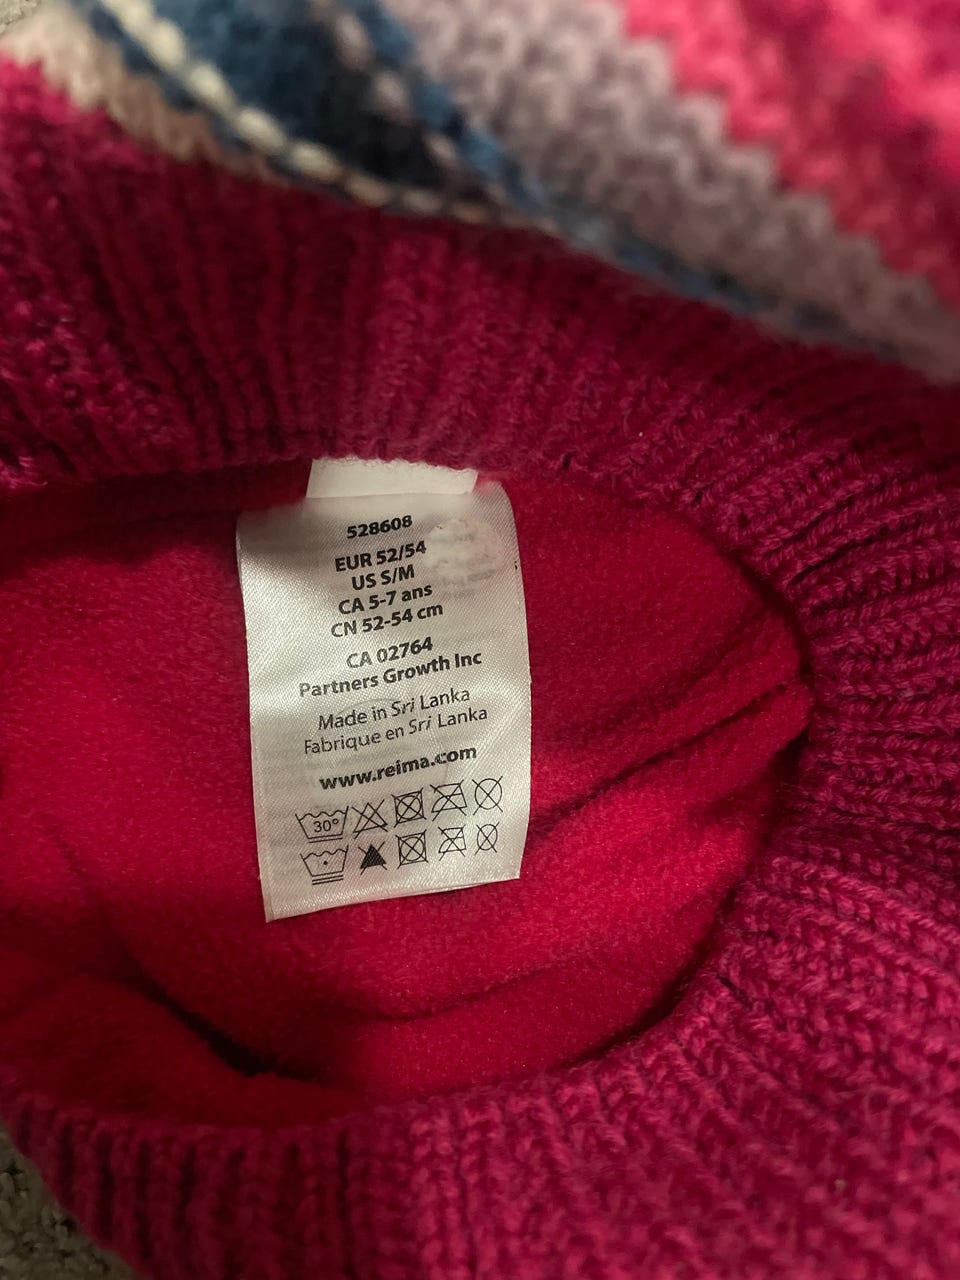 528608
EUR 52/54
US S/M
CA 5-7 ans
CN 52-54 cm
CA 02764
Partners Growth Inc
Made in Sri Lanka
Fabrique en Sri Lanka
www.reima.com
30°